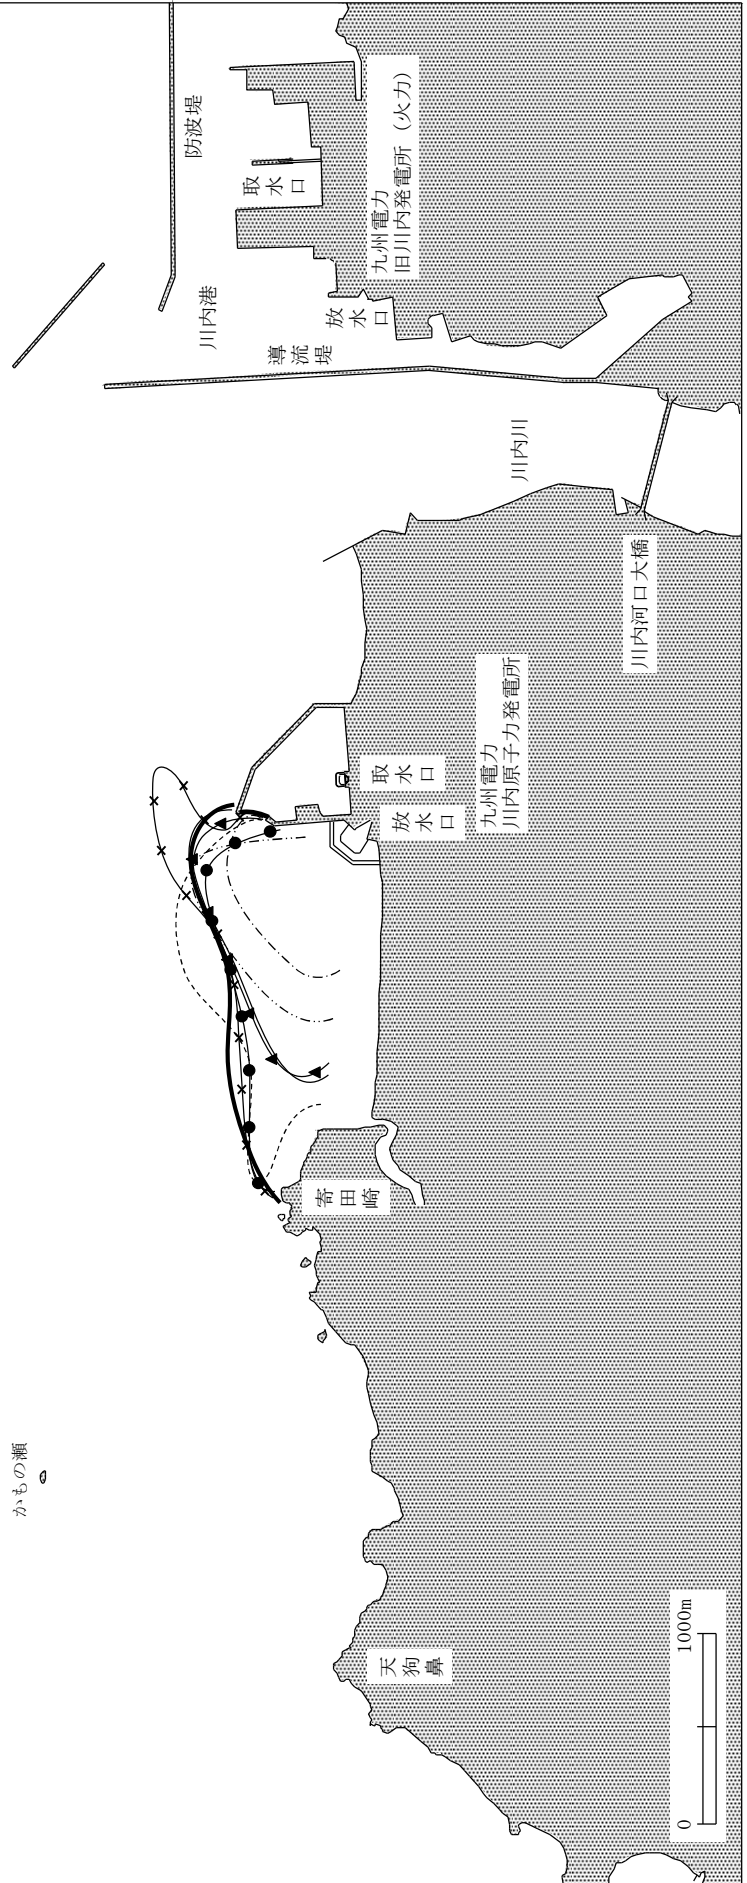 防波堤
取水口
九州電力
旧川内発電所（火力）
川内港
放水口
導流堤
川内川
川内河口大橋
九州電力
川内原子力発電所
取水口
放水口
寄田崎
かもの瀬
天狗鼻
0
1000m